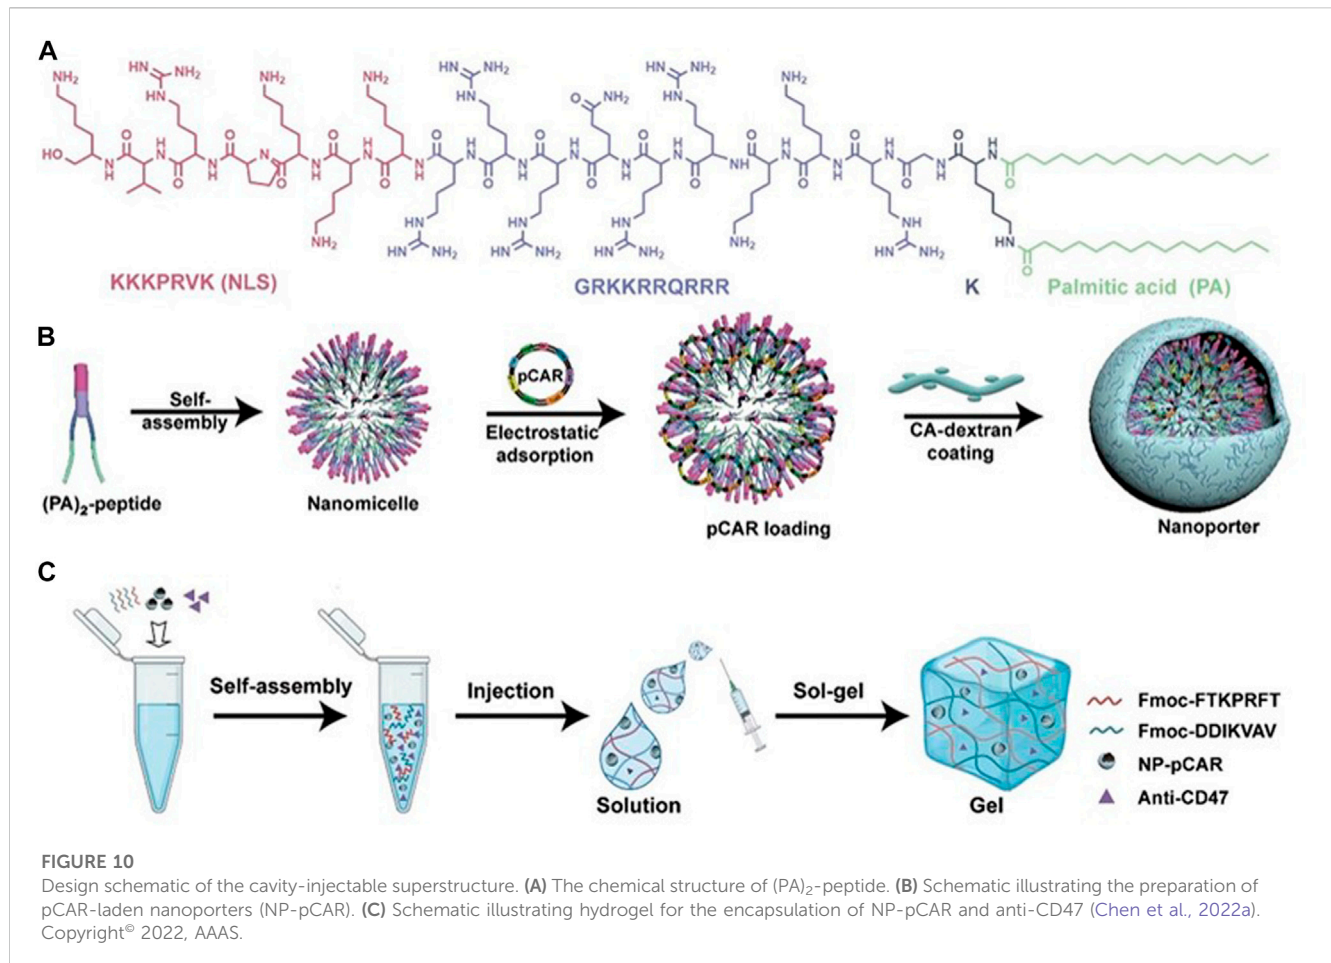 A
KKKPRVK (NLS)
GRKKRRQRRR
K
Palmitic acid (PA)
B
pCAR
Self-
assembly
Electrostatic
adsorption
CA-dextran
coating
(PA)₂-peptide
Nanomicelle
pCAR loading
Nanoporter
C
Self-assembly
Injection
Sol-gel
Solution
Gel
Fmoc-FTKPRFT
Fmoc-DDIKVAV
NP-pCAR
Anti-CD47
FIGURE 10
Design schematic of the cavity-injectable superstructure. (A) The chemical structure of (PA)₂-peptide. (B) Schematic illustrating the preparation of
pCAR-laden nanoporters (NP-pCAR). (C) Schematic illustrating hydrogel for the encapsulation of NP-pCAR and anti-CD47 (Chen et al., 2022a).
Copyright© 2022, AAAS.